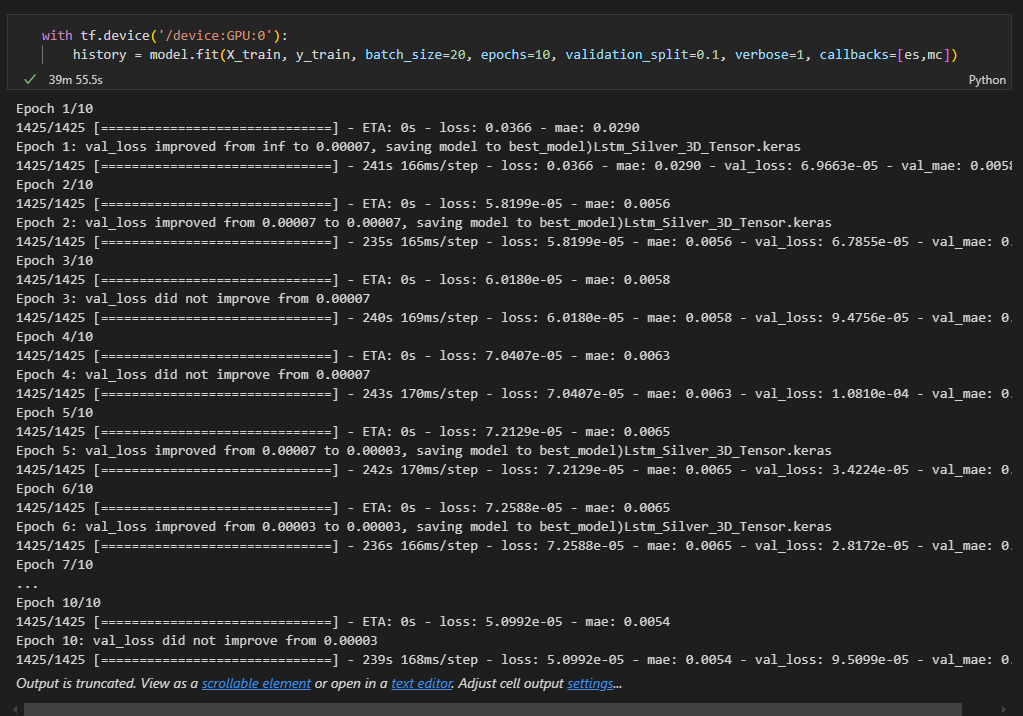 with tf.device('/device:GPU:0'):
    history = model.fit(X_train, y_train, batch_size=20, epochs=10, validation_split=0.1, verbose=1, callbacks=[es,mc])
✓ 39m 55.5s Python
Epoch 1/10
1425/1425 [==============================] - ETA: 0s - loss: 0.0366 - mae: 0.0290
Epoch 1: val_loss improved from inf to 0.00007, saving model to best_model)Lstm_Silver_3D_Tensor.keras
1425/1425 [==============================] - 241s 166ms/step - loss: 0.0366 - mae: 0.0290 - val_loss: 6.9663e-05 - val_mae: 0.0058
Epoch 2/10
1425/1425 [==============================] - ETA: 0s - loss: 5.8199e-05 - mae: 0.0056
Epoch 2: val_loss improved from 0.00007 to 0.00007, saving model to best_model)Lstm_Silver_3D_Tensor.keras
1425/1425 [==============================] - 235s 165ms/step - loss: 5.8199e-05 - mae: 0.0056 - val_loss: 6.7855e-05 - val_mae: 0.
Epoch 3/10
1425/1425 [==============================] - ETA: 0s - loss: 6.0180e-05 - mae: 0.0058
Epoch 3: val_loss did not improve from 0.00007
1425/1425 [==============================] - 240s 169ms/step - loss: 6.0180e-05 - mae: 0.0058 - val_loss: 9.4756e-05 - val_mae: 0.
Epoch 4/10
1425/1425 [==============================] - ETA: 0s - loss: 7.0407e-05 - mae: 0.0063
Epoch 4: val_loss did not improve from 0.00007
1425/1425 [==============================] - 243s 170ms/step - loss: 7.0407e-05 - mae: 0.0063 - val_loss: 1.0810e-04 - val_mae: 0.
Epoch 5/10
1425/1425 [==============================] - ETA: 0s - loss: 7.2129e-05 - mae: 0.0065
Epoch 5: val_loss improved from 0.00007 to 0.00003, saving model to best_model)Lstm_Silver_3D_Tensor.keras
1425/1425 [==============================] - 242s 170ms/step - loss: 7.2129e-05 - mae: 0.0065 - val_loss: 3.4224e-05 - val_mae: 0.
Epoch 6/10
1425/1425 [==============================] - ETA: 0s - loss: 7.2588e-05 - mae: 0.0065
Epoch 6: val_loss improved from 0.00003 to 0.00003, saving model to best_model)Lstm_Silver_3D_Tensor.keras
1425/1425 [==============================] - 236s 166ms/step - loss: 7.2588e-05 - mae: 0.0065 - val_loss: 2.8172e-05 - val_mae: 0.
Epoch 7/10
...
Epoch 10/10
1425/1425 [==============================] - ETA: 0s - loss: 5.0992e-05 - mae: 0.0054
Epoch 10: val_loss did not improve from 0.00003
1425/1425 [==============================] - 239s 168ms/step - loss: 5.0992e-05 - mae: 0.0054 - val_loss: 9.5099e-05 - val_mae: 0.
Output is truncated. View as a scrollable element or open in a text editor. Adjust cell output settings...